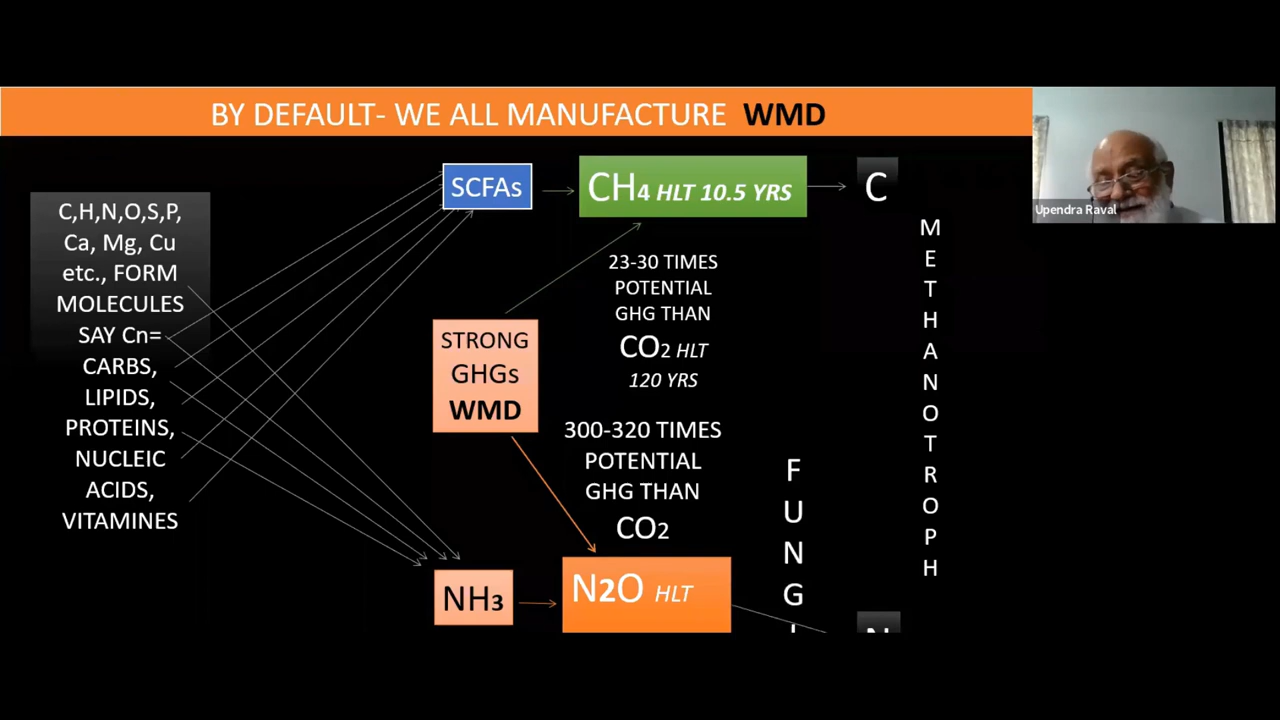 BY DEFAULT- WE ALL MANUFACTURE WMD
Upendra Raval
C,H,N,O,S,P,
Ca, Mg, Cu
etc., FORM
MOLECULES
SAY Cn=
CARBS,
LIPIDS,
PROTEINS,
NUCLEIC
ACIDS,
VITAMINES
SCFAs
CH4 HLT 10.5 YRS
C
STRONG
GHGs
WMD
23-30 TIMES
POTENTIAL
GHG THAN
CO2 HLT
120 YRS
300-320 TIMES
POTENTIAL
GHG THAN
CO2
NH3
N2O HLT
F
U
N
G
M
E
T
H
A
N
O
T
R
O
P
H